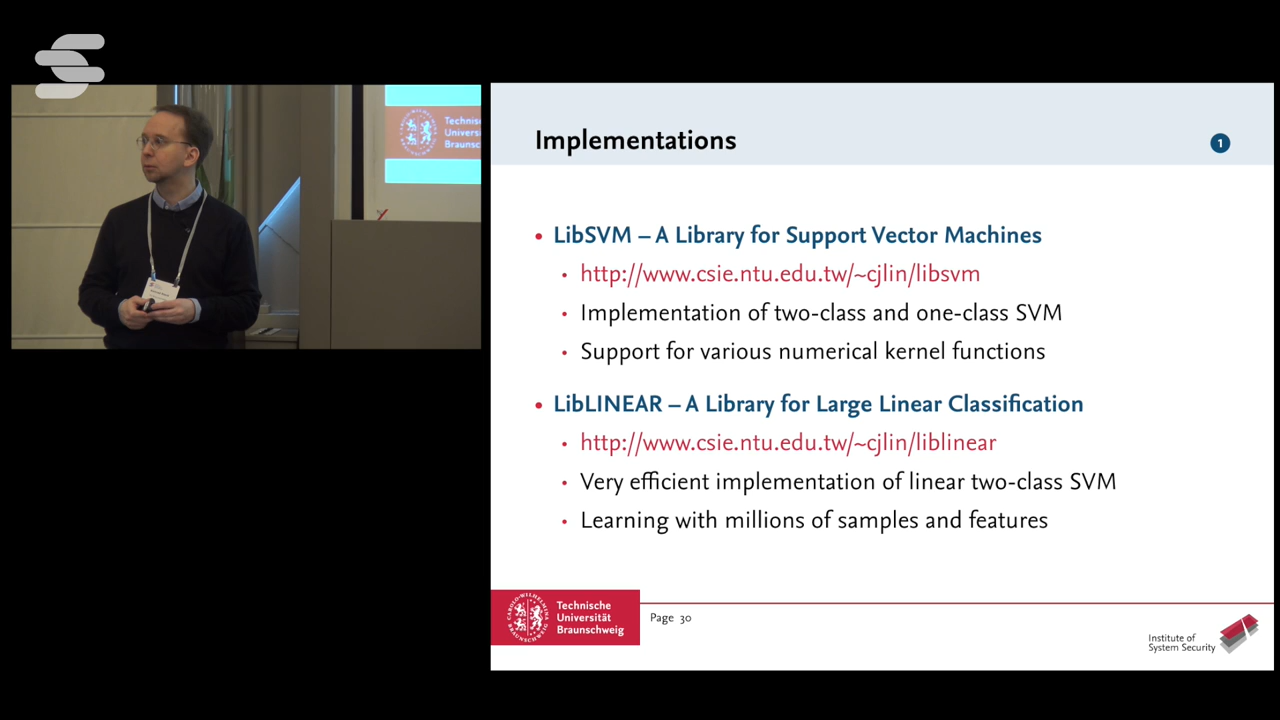 Technische
Implementations
1
• LibSVM – A Library for Support Vector Machines
• http://www.csie.ntu.edu.tw/~cjlin/libsvm
• Implementation of two-class and one-class SVM
• Support for various numerical kernel functions
• LibLINEAR – A Library for Large Linear Classification
• http://www.csie.ntu.edu.tw/~cjlin/liblinear
• Very efficient implementation of linear two-class SVM
• Learning with millions of samples and features
Technische
Universität
Braunschweig
Page 30
Institute of
System Security